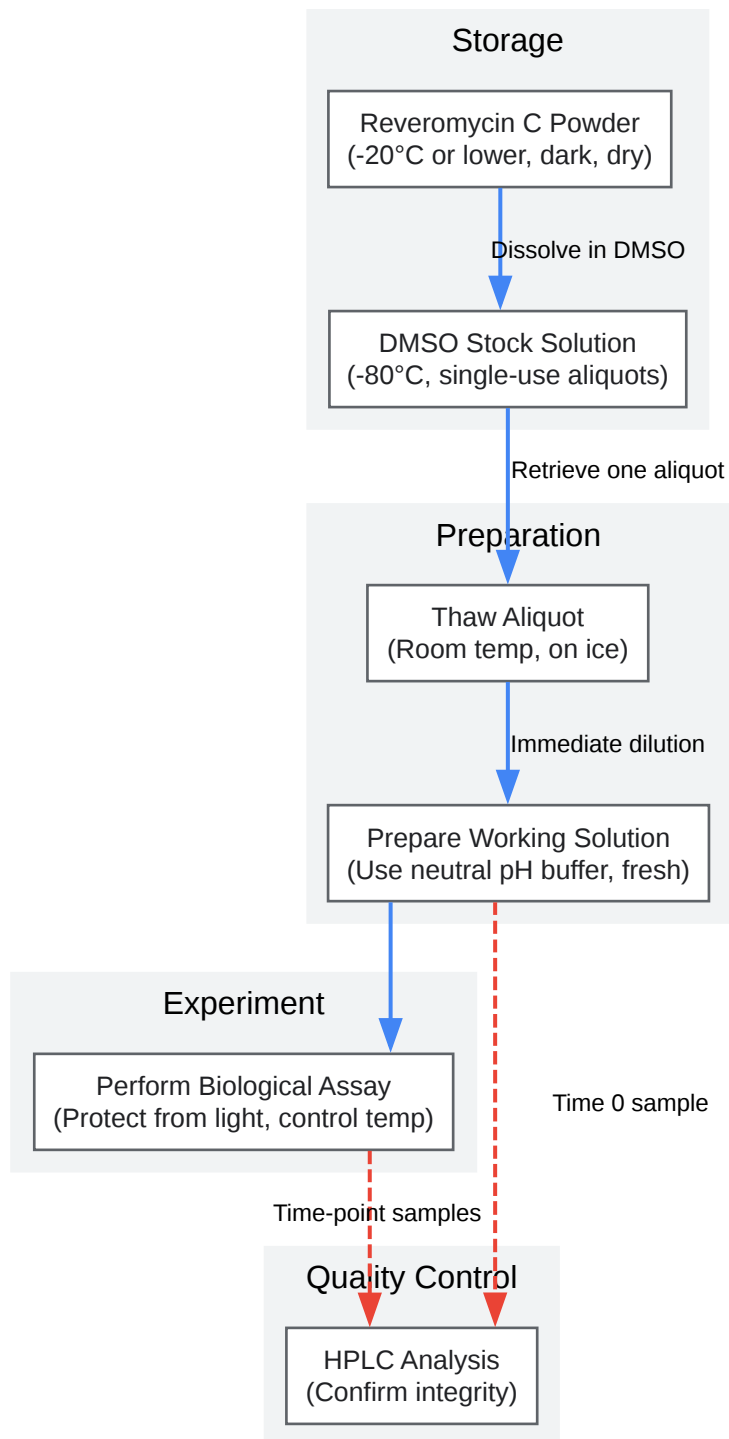 Storage
Reveromycin C Powder
(-20°C or lower, dark, dry)
Dissolve in DMSO
DMSO Stock Solution
(-80°C, single-use aliquots)
Retrieve one aliquot
Preparation
Thaw Aliquot
(Room temp, on ice)
Immediate dilution
Prepare Working Solution
(Use neutral pH buffer, fresh)
Experiment
Perform Biological Assay
(Protect from light, control temp)
Time 0 sample
Time-point samples
Quality Control
HPLC Analysis
(Confirm integrity)